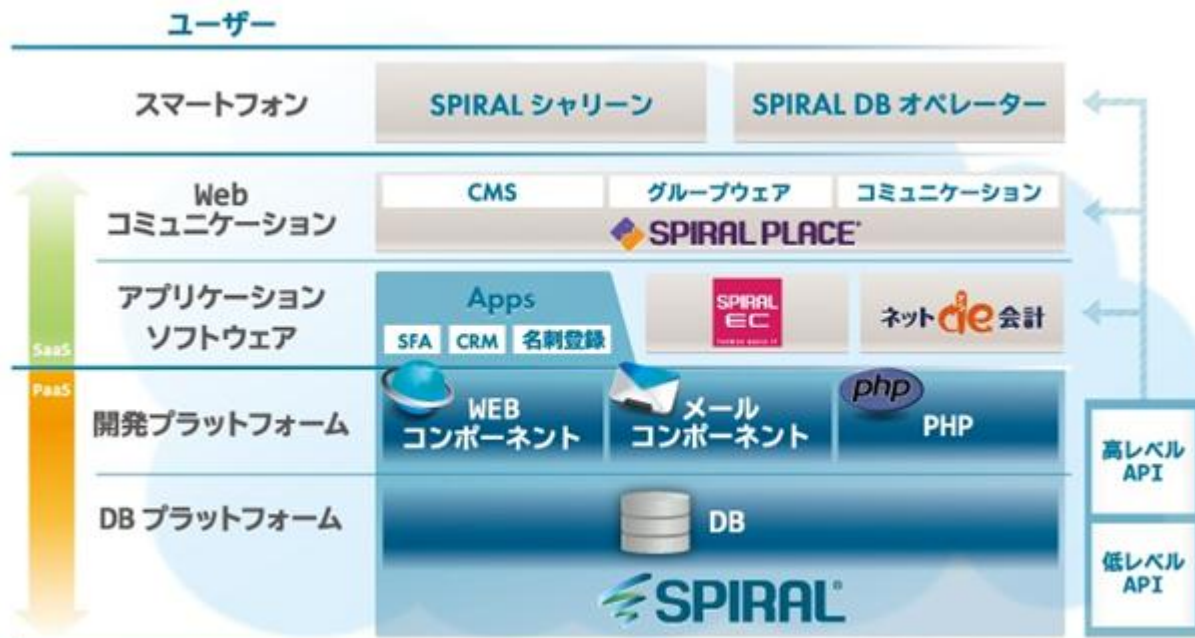 ユーザー
スマートフォン
SPIRAL シャリーン
SPIRAL DB オペレーター
Web
コミュニケーション
CMS
グループウェア
コミュニケーション
SPIRAL PLACE®
アプリケーション
ソフトウェア
Apps
SFA
CRM
名刺登録
SPIRAL
EC
ネットde会計
SaaS
PaaS
開発プラットフォーム
WEB
コンポーネント
メール
コンポーネント
php
PHP
高レベル
API
DB プラットフォーム
DB
低レベル
API
SPIRAL®